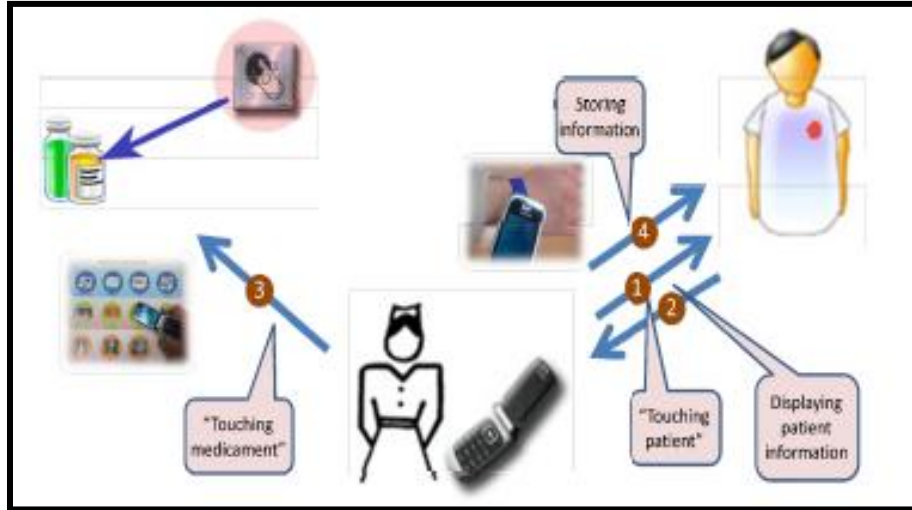 Storing
information
4
1
2
3
"Touching
medicament"
"Touching
patient"
Displaying
patient
information